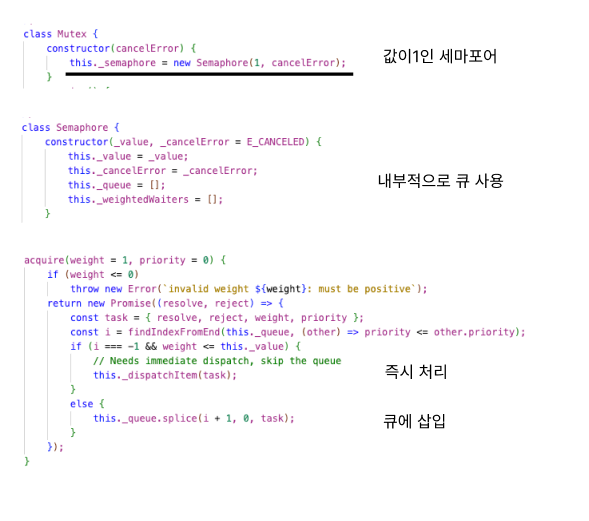 class Mutex {
constructor(cancelError) {
this._semaphore = new Semaphore(1, cancelError);
}
값이1인 세마포어
class Semaphore {
constructor(_value, _cancelError = E_CANCELED) {
this._value = _value;
this._cancelError = _cancelError;
this._queue = [];
this._weightedWaiters = [];
}
내부적으로 큐 사용
acquire(weight = 1, priority = 0) {
if (weight <= 0)
throw new Error(`invalid weight ${weight}: must be positive`);
return new Promise((resolve, reject) => {
const task = { resolve, reject, weight, priority };
const i = findIndexFromEnd(this._queue, (other) => priority <= other.priority);
if (i === -1 && weight <= this._value) {
// Needs immediate dispatch, skip the queue
this._dispatchItem(task);
}
즉시 처리
else {
this._queue.splice(i + 1, 0, task);
}
큐에 삽입
});
}